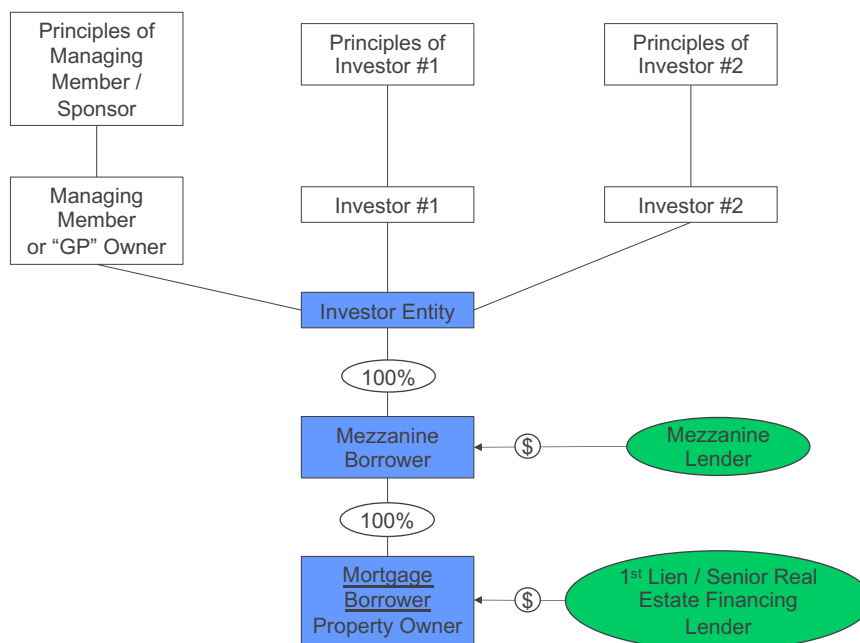 Principles of
Managing
Member /
Sponsor
Principles of
Investor #1
Principles of
Investor #2
Managing
Member
or “GP” Owner
Investor #1
Investor #2
Investor Entity
100%
Mezzanine
Borrower
$
Mezzanine
Lender
100%
Mortgage
Borrower
Property Owner
$
1st Lien / Senior Real
Estate Financing
Lender